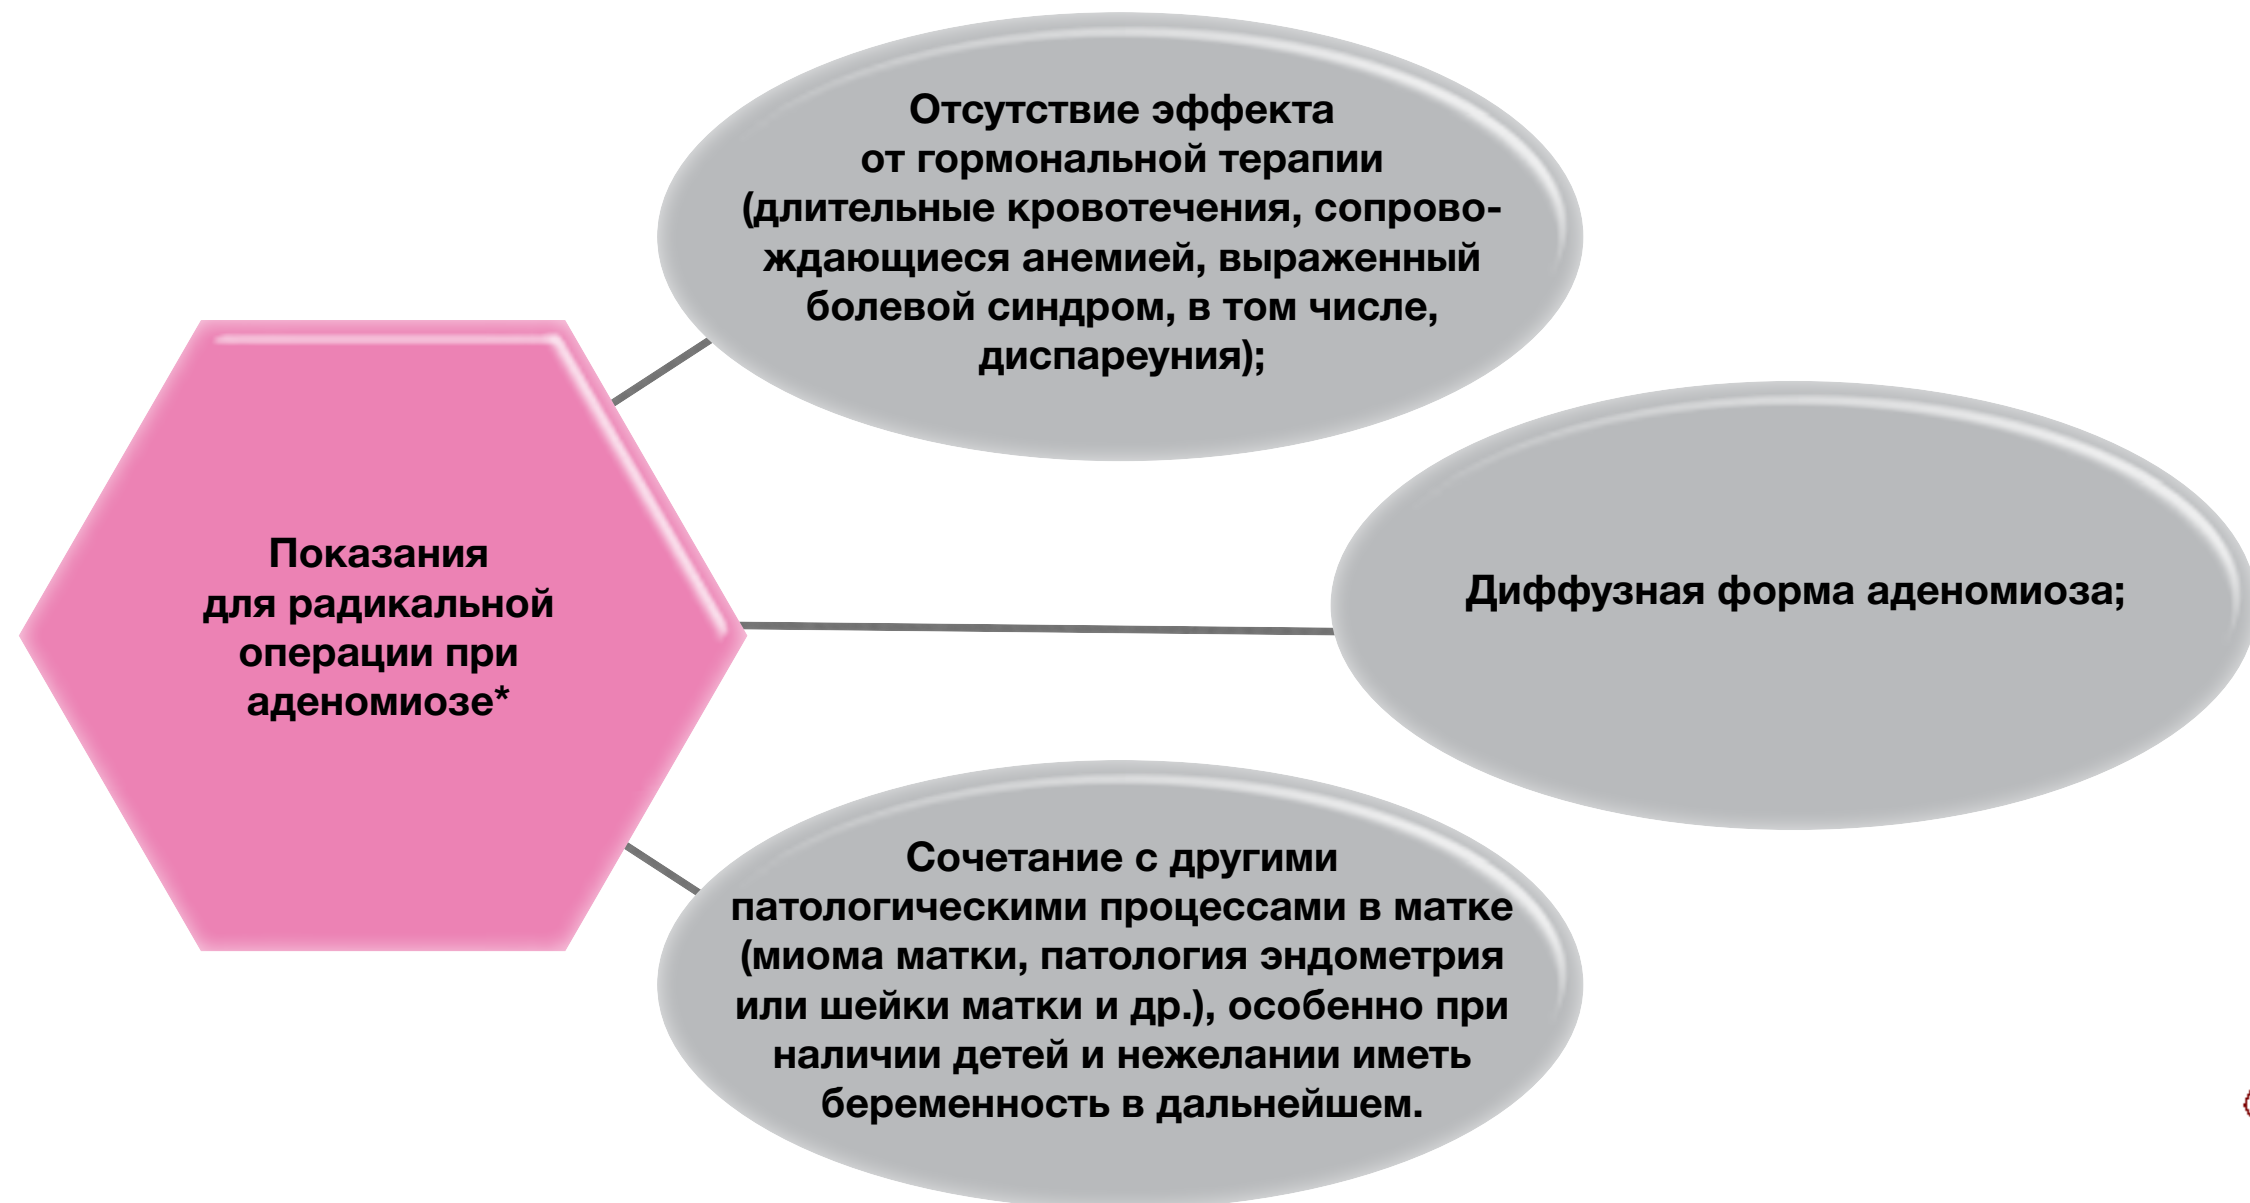 Отсутствие эффекта
от гормональной терапии
(длительные кровотечения, сопрово-
ждающиеся анемией, выраженный
болевой синдром, в том числе,
диспареуния);
Показания
для радикальной
операции при
аденомиозе*
Диффузная форма аденомиоза;
Сочетание с другими
патологическими процессами в матке
(миома матки, патология эндометрия
или шейки матки и др.), особенно при
наличии детей и нежелании иметь
беременность в дальнейшем.